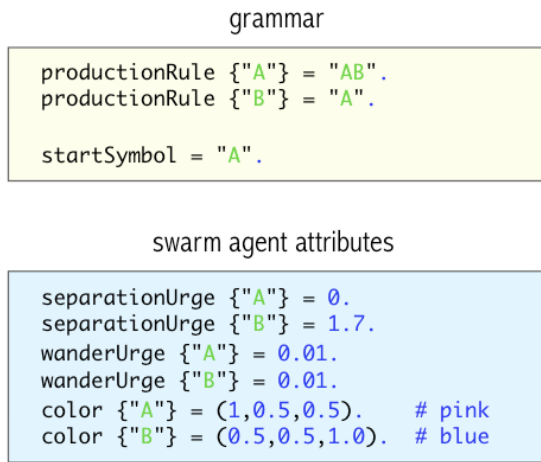 grammar
productionRule {"A"} = "AB".
productionRule {"B"} = "A".
startSymbol = "A".
swarm agent attributes
separationUrge {"A"} = 0.
separationUrge {"B"} = 1.7.
wanderUrge {"A"} = 0.01.
wanderUrge {"B"} = 0.01.
color {"A"} = (1,0.5,0.5). # pink
color {"B"} = (0.5,0.5,1.0). # blue